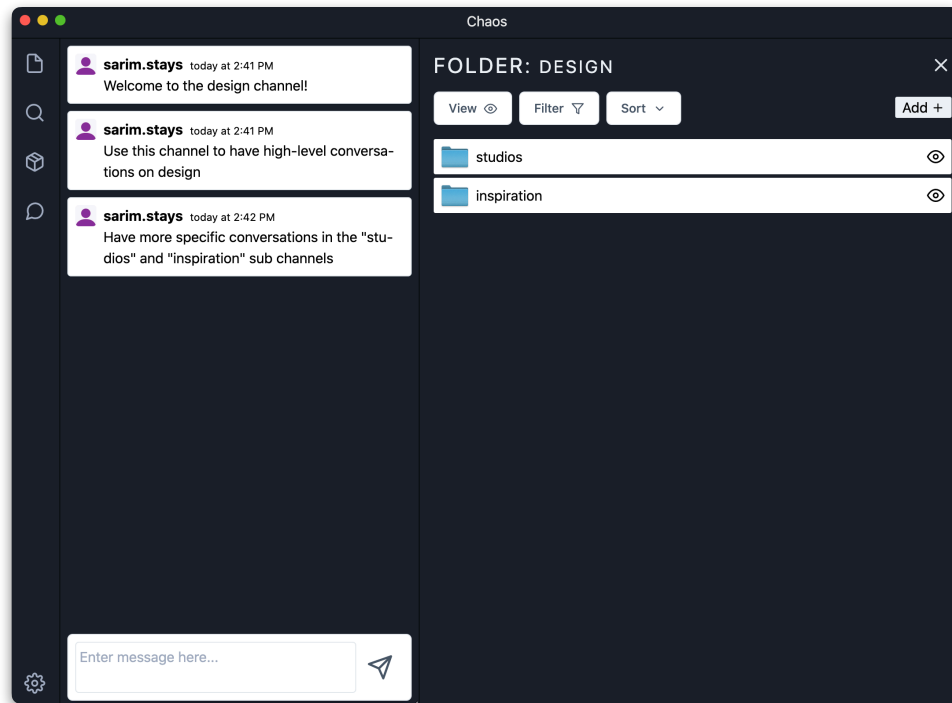 Chaos
sarim.stays today at 2:41 PM
Welcome to the design channel!
sarim.stays today at 2:41 PM
Use this channel to have high-level conversa-
tions on design
sarim.stays today at 2:42 PM
Have more specific conversations in the "stu-
dios" and "inspiration" sub channels
Enter message here...
FOLDER: DESIGN
View Filter Sort Add +
studios
inspiration